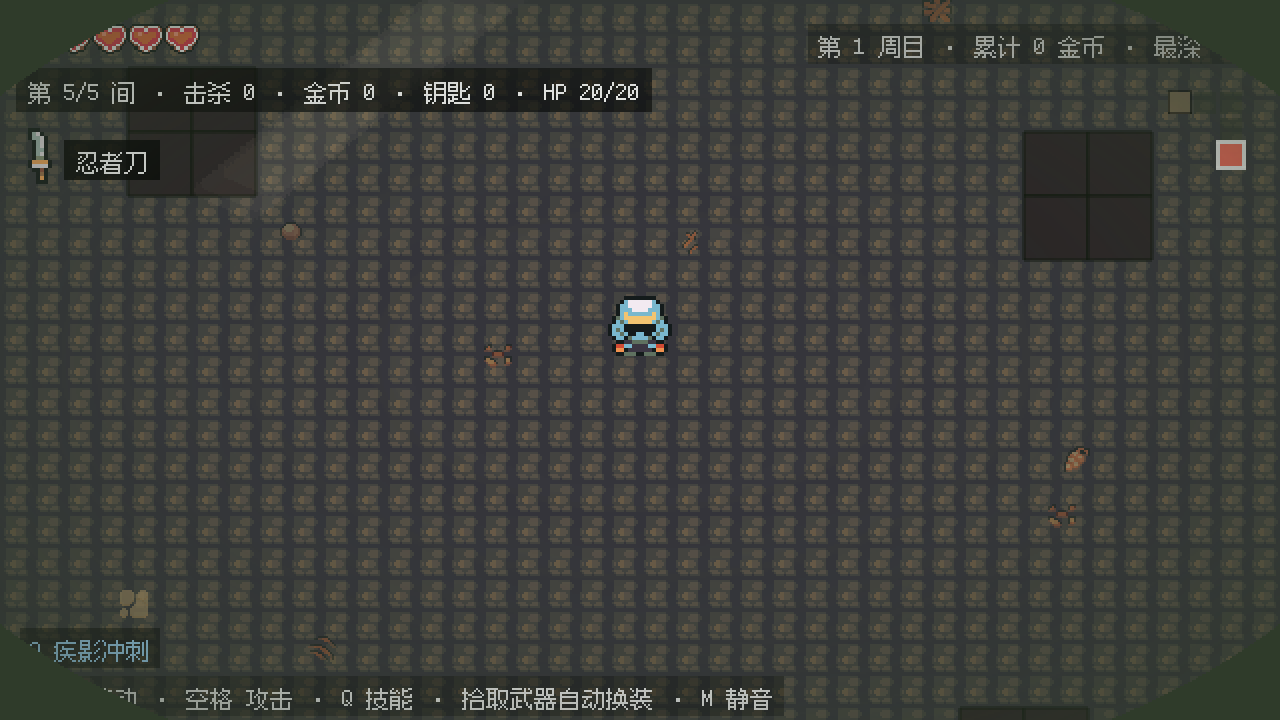 第 1 周目 · 累计 0 金币 · 最深
第 5/5 间 · 击杀 0 · 金币 0 · 钥匙 0 · HP 20/20
忍者刀
疾影冲刺
· 空格 攻击 · Q 技能 · 拾取武器自动换装 · M 静音